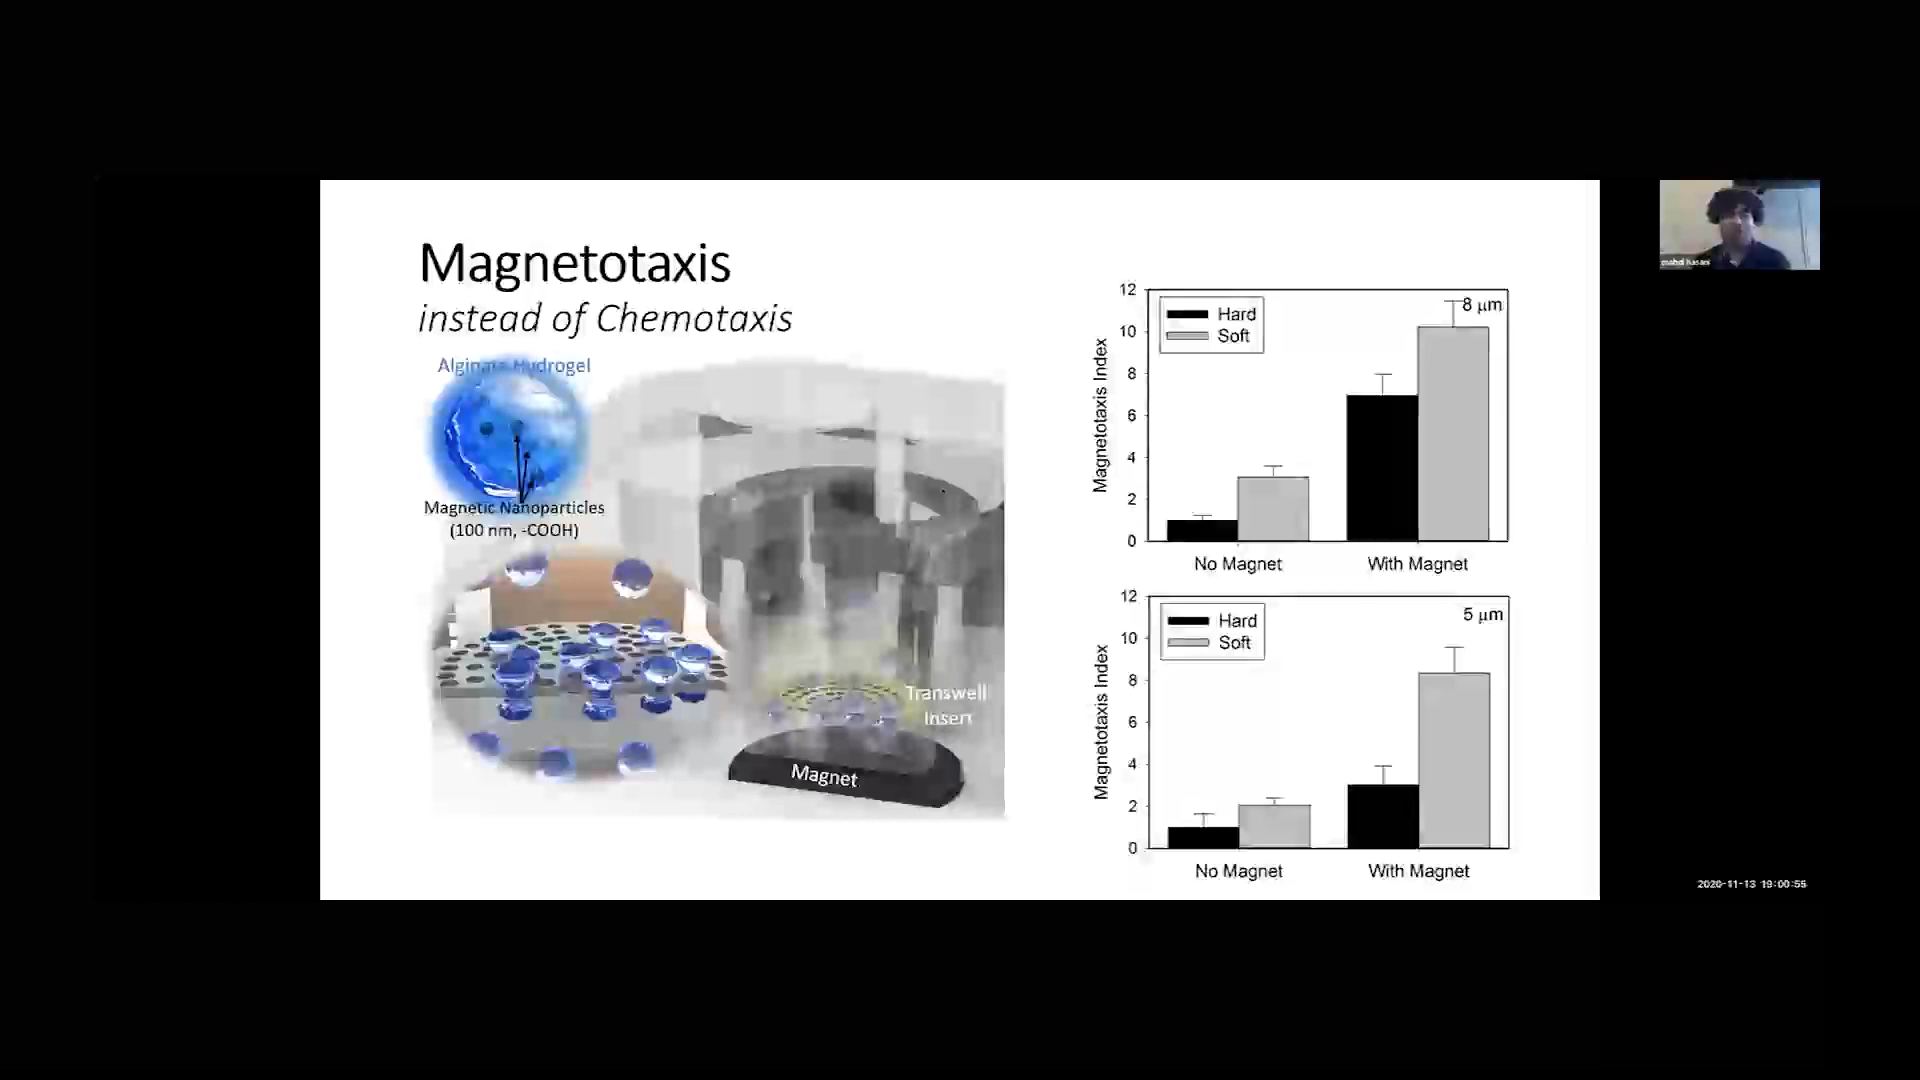 Magnetotaxis
instead of Chemotaxis
Alginate Hydrogel
Magnetic Nanoparticles
(100 nm, -COOH)
Transwell
Insert
Magnet
12
10
8
6
4
2
0
Magnetotaxis Index
Hard
Soft
8 μm
No Magnet
With Magnet
12
10
8
6
4
2
0
Magnetotaxis Index
Hard
Soft
5 μm
No Magnet
With Magnet
2020-11-13 19:00:55